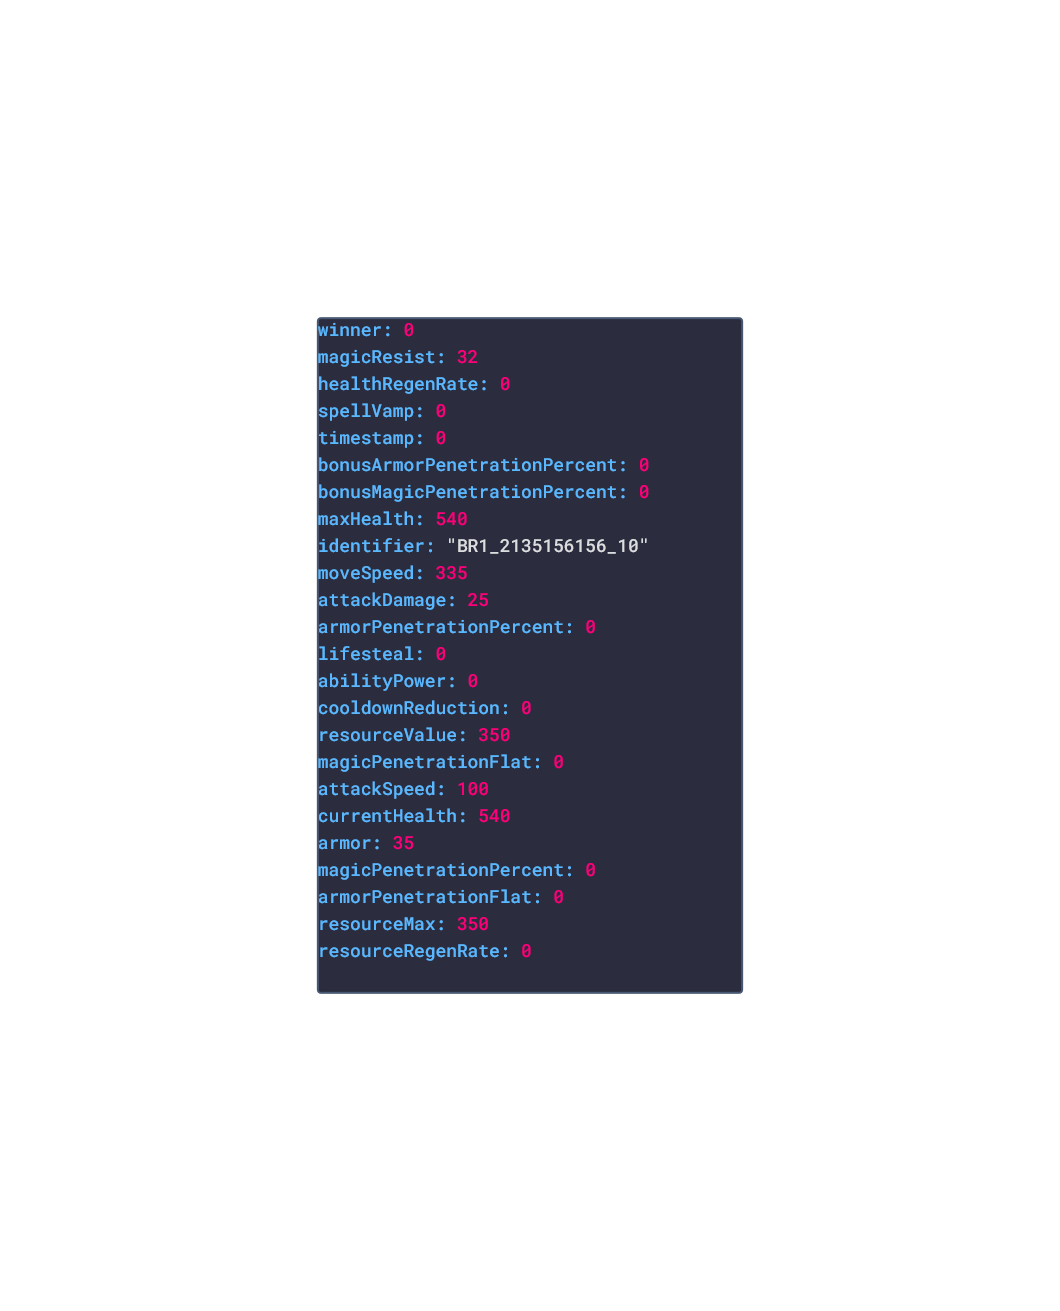 winner: 0
magicResist: 32
healthRegenRate: 0
spellVamp: 0
timestamp: 0
bonusArmorPenetrationPercent: 0
bonusMagicPenetrationPercent: 0
maxHealth: 540
identifier: "BR1_2135156156_10"
moveSpeed: 335
attackDamage: 25
armorPenetrationPercent: 0
lifesteal: 0
abilityPower: 0
cooldownReduction: 0
resourceValue: 350
magicPenetrationFlat: 0
attackSpeed: 100
currentHealth: 540
armor: 35
magicPenetrationPercent: 0
armorPenetrationFlat: 0
resourceMax: 350
resourceRegenRate: 0